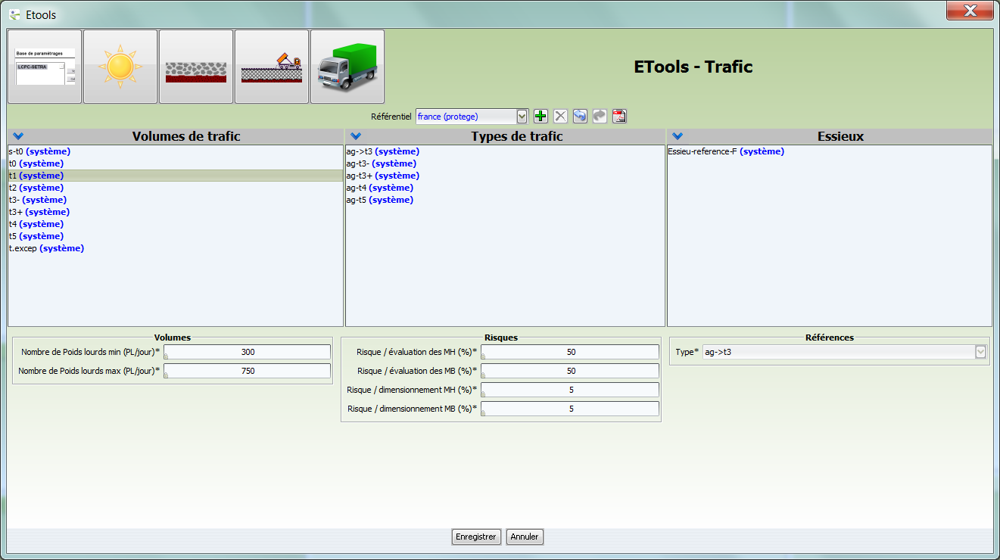 Etools
Base de paramétrages
LCPC-SETRA
ETools - Trafic
Référentiel france (protege)
Volumes de trafic
Types de trafic
Essieux
s-t0 (système)
t0 (système)
t1 (système)
t2 (système)
t3- (système)
t3+ (système)
t4 (système)
t5 (système)
t.excep (système)
ag->t3 (système)
ag-t3- (système)
ag-t3+ (système)
ag-t4 (système)
ag-t5 (système)
Essieu-reference-F (système)
Volumes
Nombre de Poids lourds min (PL/jour)* 300
Nombre de Poids lourds max (PL/jour)* 750
Risques
Risque / évaluation des MH (%)* 50
Risque / évaluation des MB (%)* 50
Risque / dimensionnement MH (%)* 5
Risque / dimensionnement MB (%)* 5
Références
Type* ag->t3
Enregistrer
Annuler